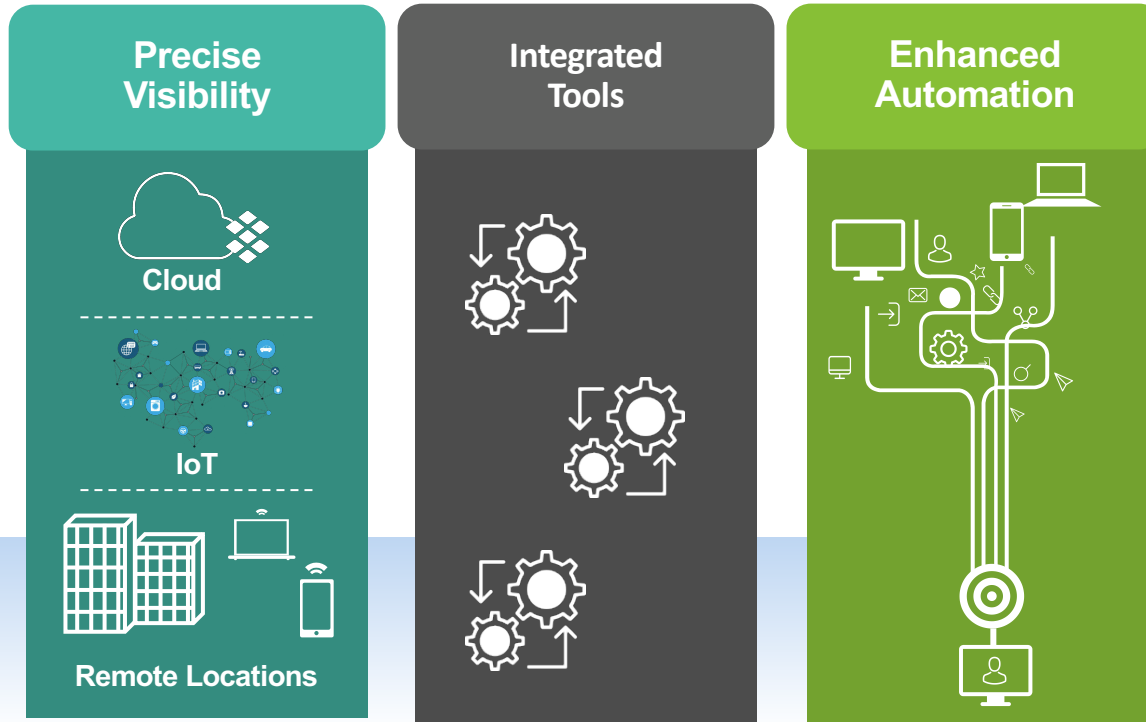 Precise
Visibility
Cloud
IoT
Remote Locations
Integrated
Tools
Enhanced
Automation